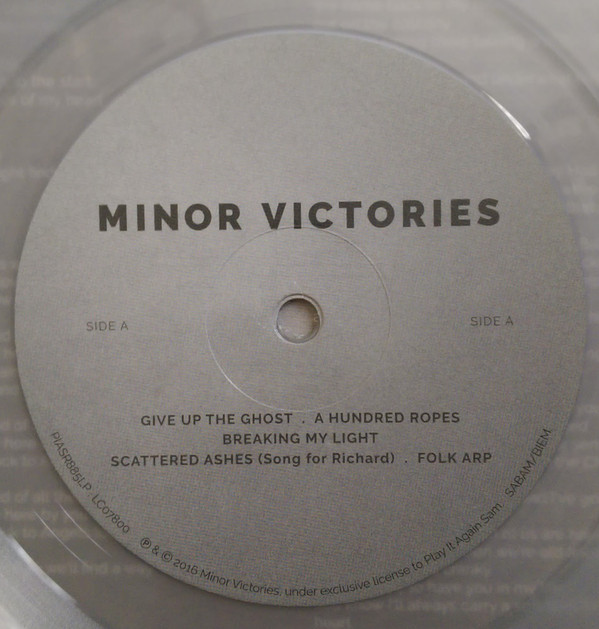 MINOR VICTORIES
SIDE A
SIDE A
GIVE UP THE GHOST . A HUNDRED ROPES
BREAKING MY LIGHT
SCATTERED ASHES (Song for Richard) . FOLK ARP
PIASR885LP · LC07800
℗ & © 2016 Minor Victories, under exclusive license to Play It Again Sam
SABAM/BIEM